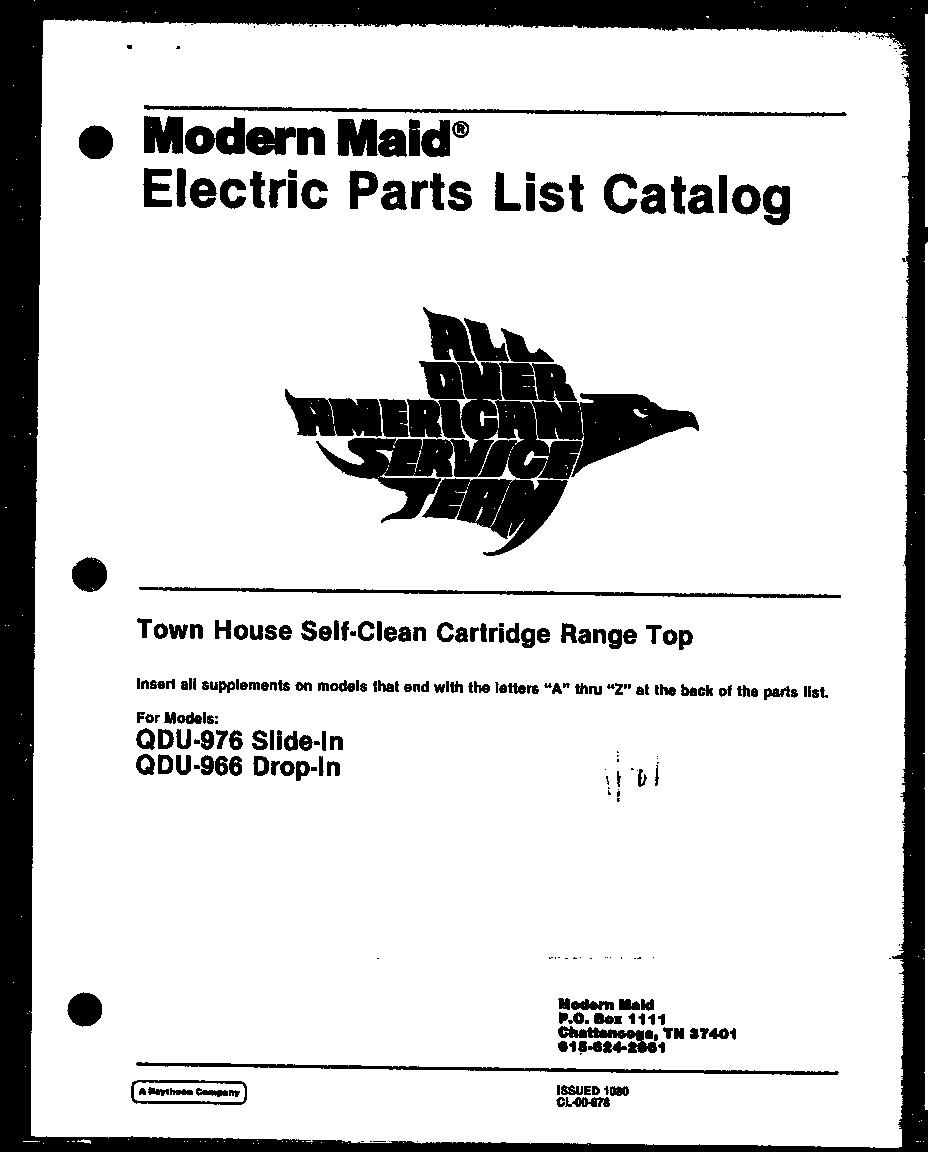 Modern Maid®
Electric Parts List Catalog
ALL
OVER
AMERICAN
SERVICE
TEAM
Town House Self-Clean Cartridge Range Top
Insert all supplements on models that end with the letters "A" thru "Z" at the back of the parts list.
For Models:
QDU-976 Slide-In
QDU-966 Drop-In
Modern Maid
P.O. Box 1111
Chattanooga, TN 37401
615-624-2661
A Raytheon Company
ISSUED 1080